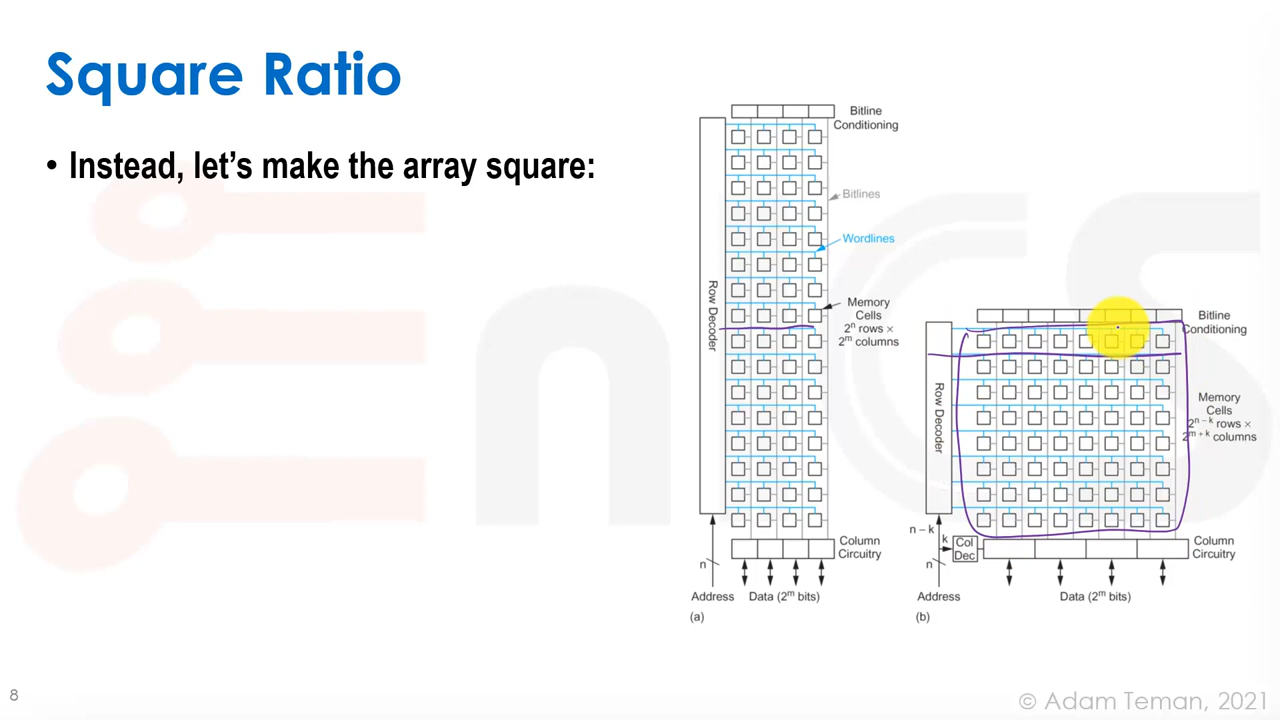 Square Ratio
• Instead, let's make the array square:
Bitline
Conditioning
Bitlines
Wordlines
Row Decoder
Memory
Cells
2ⁿ rows ×
2ᵐ columns
Column
Circuitry
n
Address
Data (2ᵐ bits)
(a)
Bitline
Conditioning
Row Decoder
Memory
Cells
2ⁿ⁻ᵏ rows ×
2ᵐ⁺ᵏ columns
n – k
k
Col
Dec
Column
Circuitry
n
Address
Data (2ᵐ bits)
(b)
enICS
8
© Adam Teman, 2021